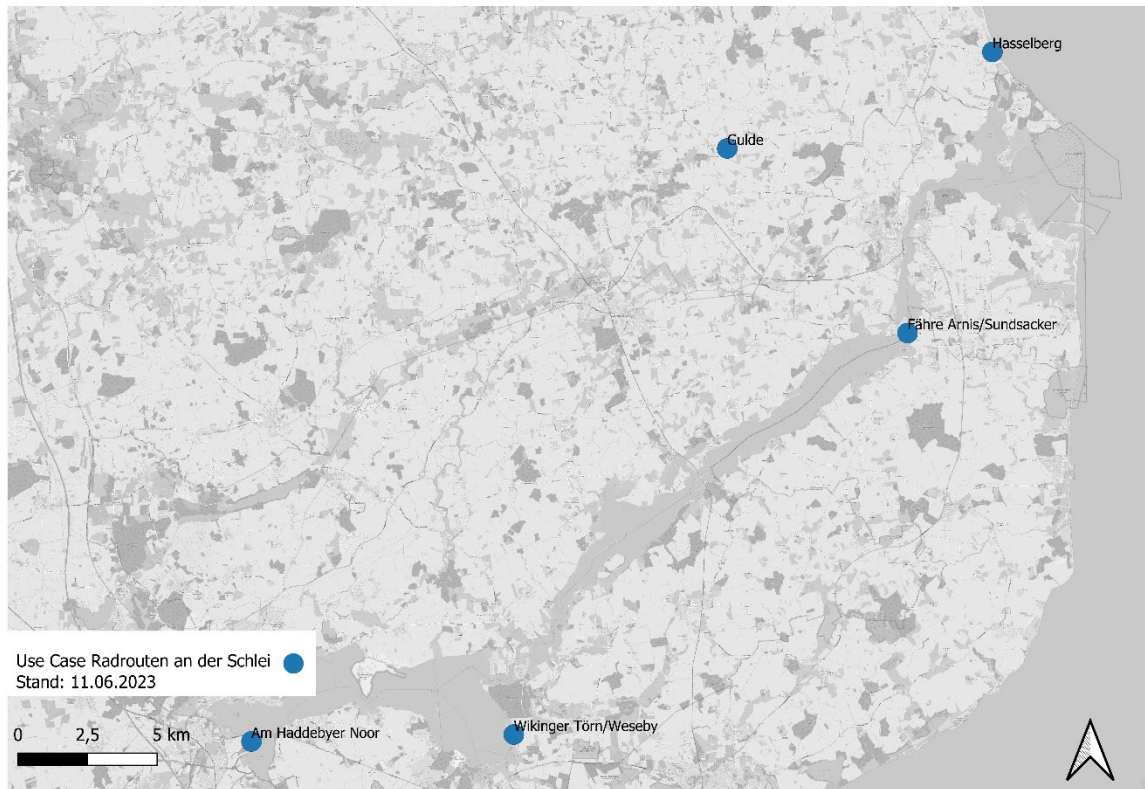 Hasselberg
Gulde
Fähre Arnis/Sundsacker
Use Case Radrouten an der Schlei
Stand: 11.06.2023
Wikinger Törn/Weseby
Am Haddebyer Noor
0 2,5 5 km